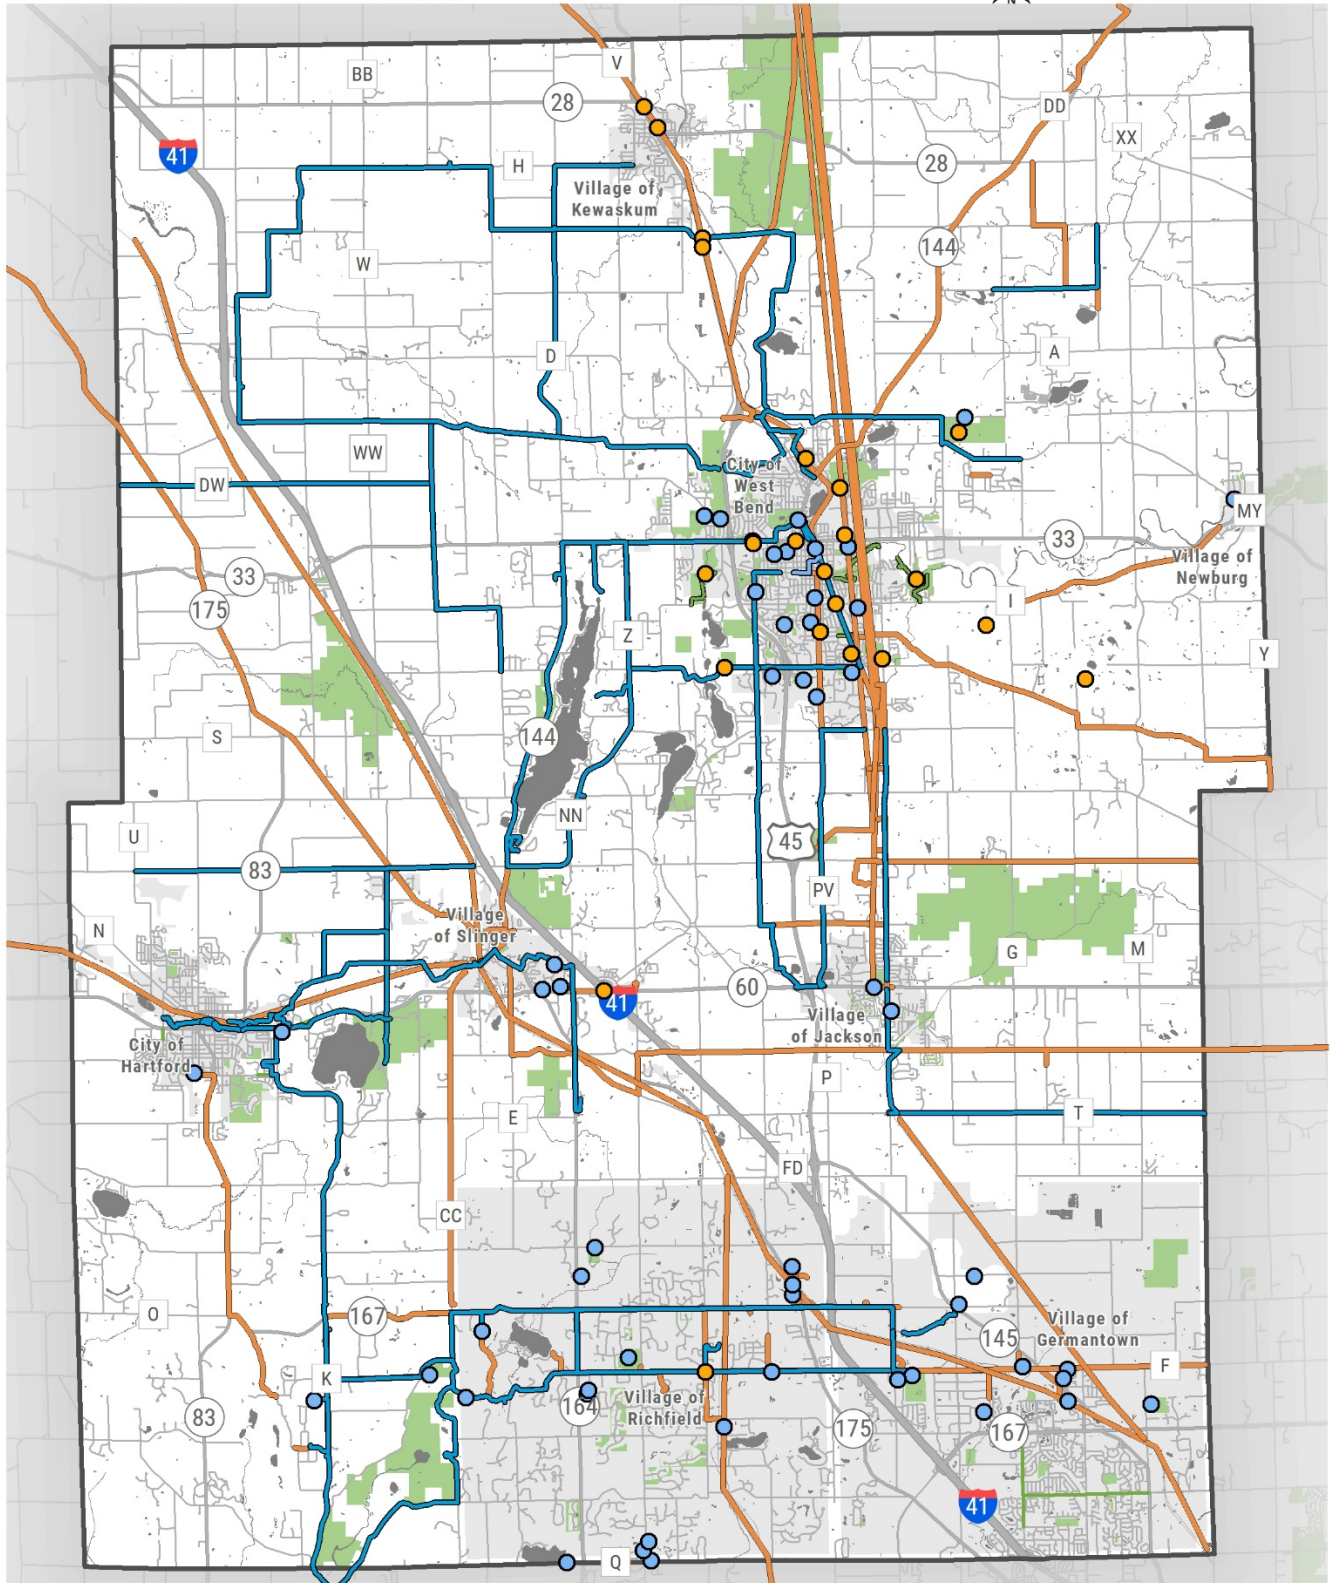 N
V
BB
28
DD
XX
41
28
H
Village of
Kewaskum
144
W
D
A
WW
City of
West
Bend
DW
MY
33
Village of
Newburg
33
175
I
Z
Y
S
144
NN
U
45
83
PV
Village
of Slinger
N
G
M
60
41
Village
of Jackson
City of
Hartford
P
E
T
FD
CC
O
167
Village of
Germantown
145
F
K
164
Village of
Richfield
83
175
167
41
Q